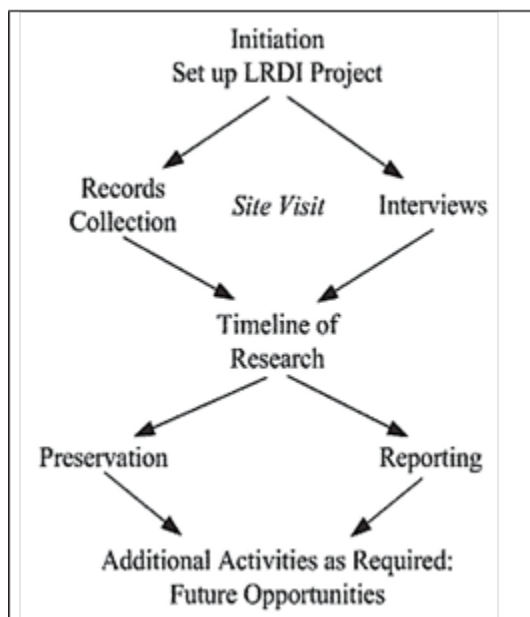 Initiation
Set up LRDI Project
Records
Collection
Site Visit
Interviews
Timeline of
Research
Preservation
Reporting
Additional Activities as Required:
Future Opportunities